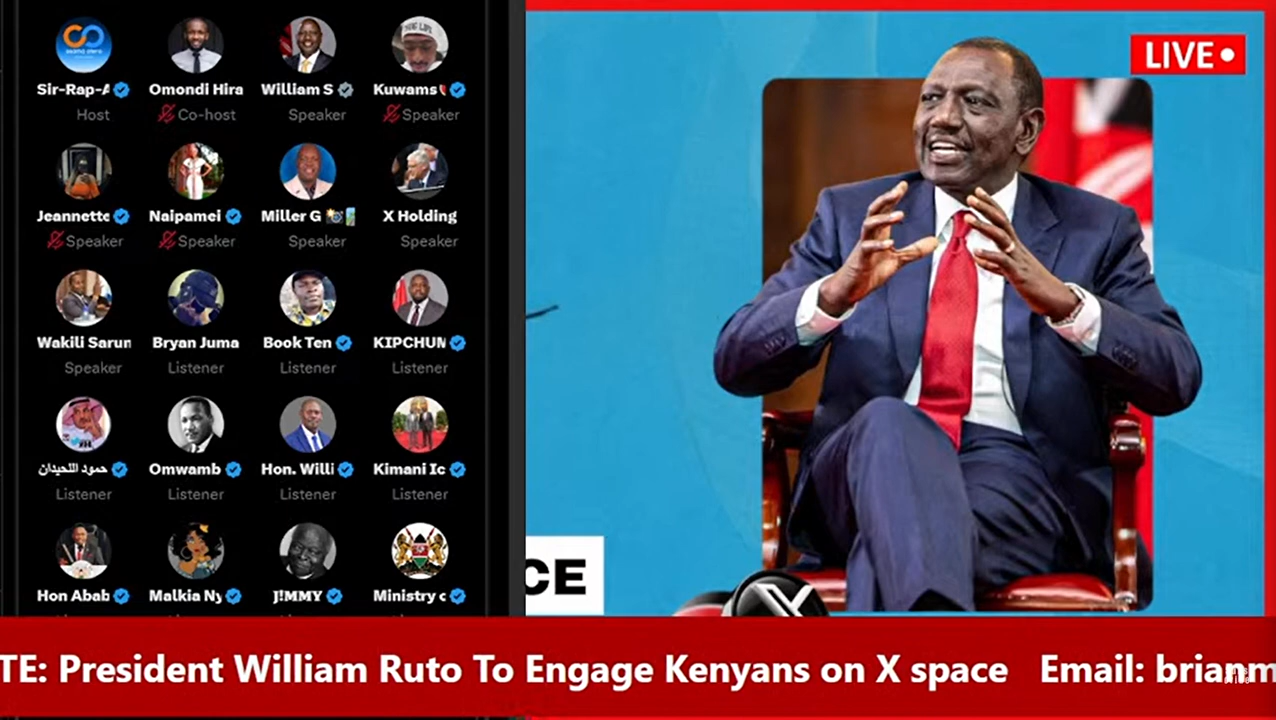 Sir-Rap-A
Host
Omondi Hira
Co-host
William S
Speaker
Kuwams
Speaker
Jeannette
Speaker
Naipamei
Speaker
Miller G
Speaker
X Holding
Speaker
Wakili Sarun
Speaker
Bryan Juma
Listener
Book Ten
Listener
KIPCHUM
Listener
حمود اللحيدان
Listener
Omwamb
Listener
Hon. Willi
Listener
Kimani Ic
Listener
Hon Abab
Malkia Ny
J!MMY
Ministry c
LIVE
CE
TE: President William Ruto To Engage Kenyans on X space Email: brianm